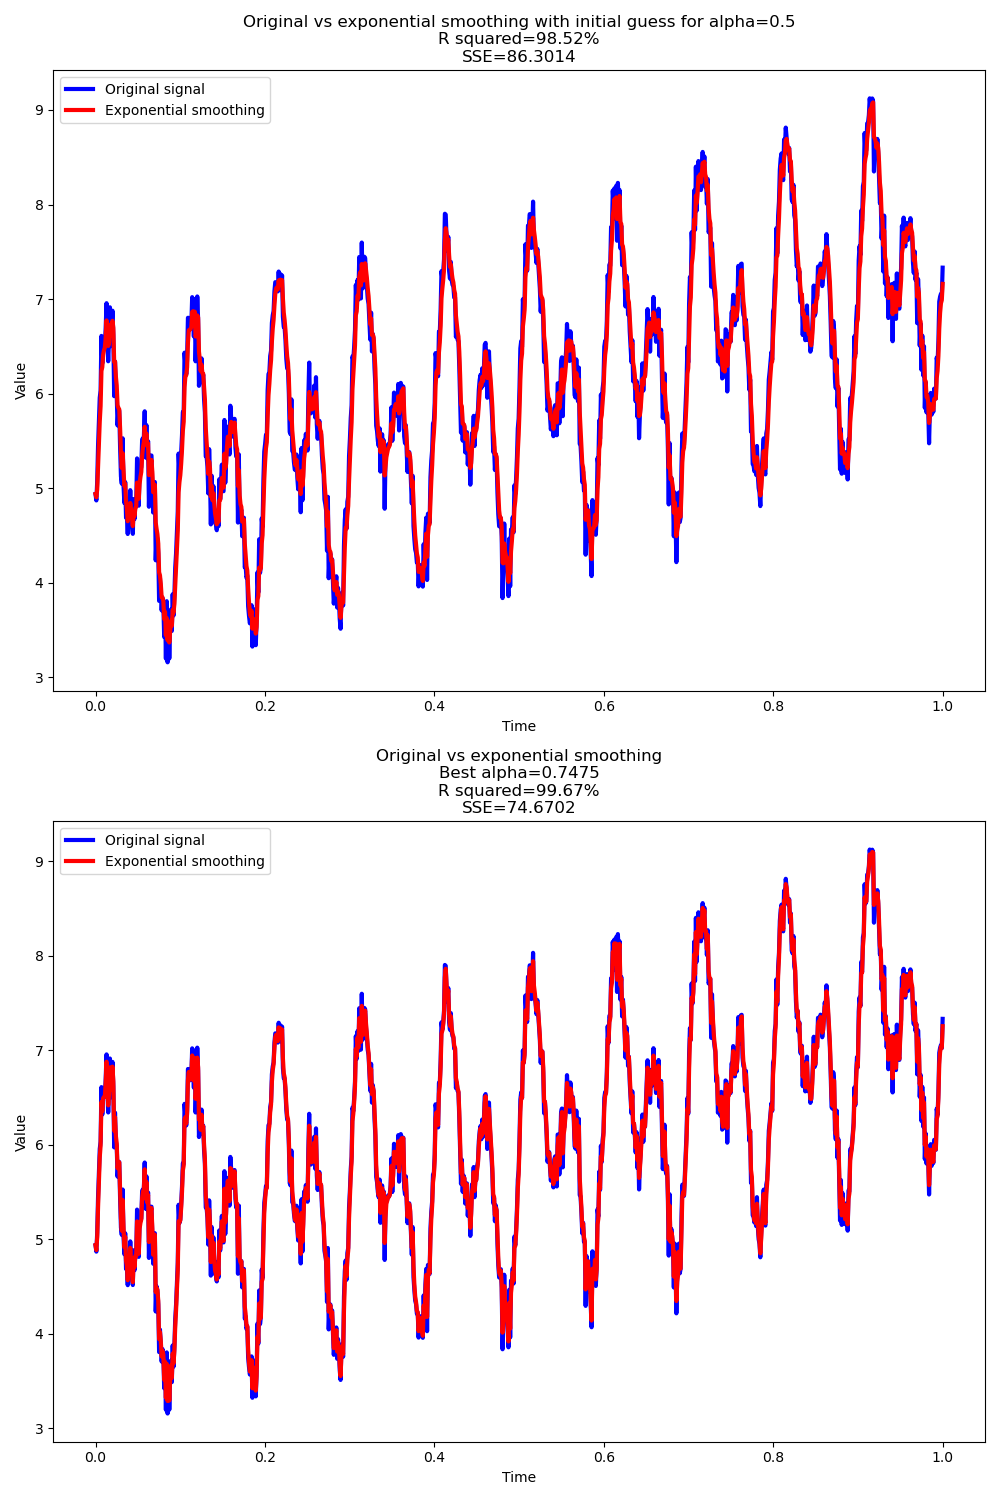 Original vs exponential smoothing with initial guess for alpha=0.5
R squared=98.52%
SSE=86.3014
Original signal
Exponential smoothing
9
8
7
6
5
4
3
Value
0.0 0.2 0.4 0.6 0.8 1.0
Time
Original vs exponential smoothing
Best alpha=0.7475
R squared=99.67%
SSE=74.6702
Original signal
Exponential smoothing
9
8
7
6
5
4
3
Value
0.0 0.2 0.4 0.6 0.8 1.0
Time